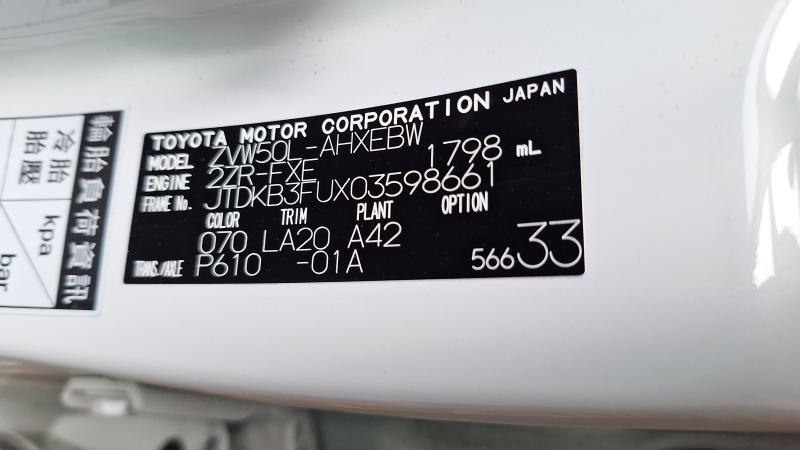 TOYOTA MOTOR CORPORATION JAPAN
MODEL ZVW50L-AHXEBW
ENGINE 2ZR-FXE 1798 mL
FRAME No. JTDKB3FUX03598661
COLOR TRIM PLANT OPTION
070 LA20 A42
TRANS./AXLE P610 -01A
56633
輪胎負荷資訊
冷胎
胎壓
kpa
bar